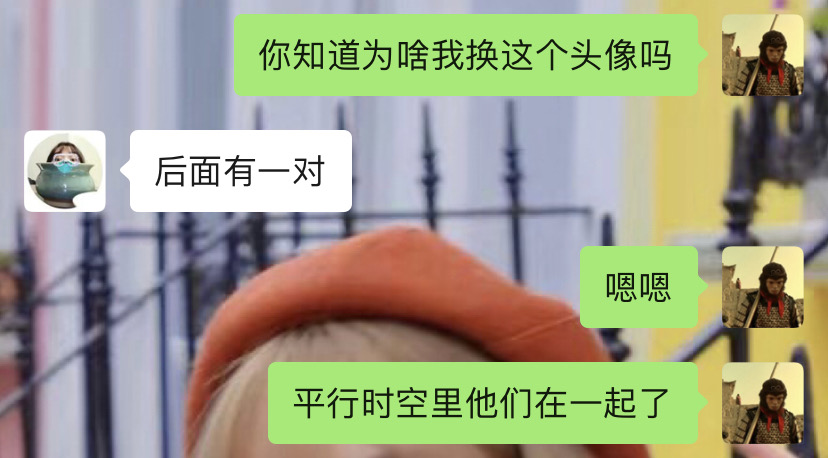 你知道为啥我换这个头像吗
后面有一对
嗯嗯
平行时空里他们在一起了